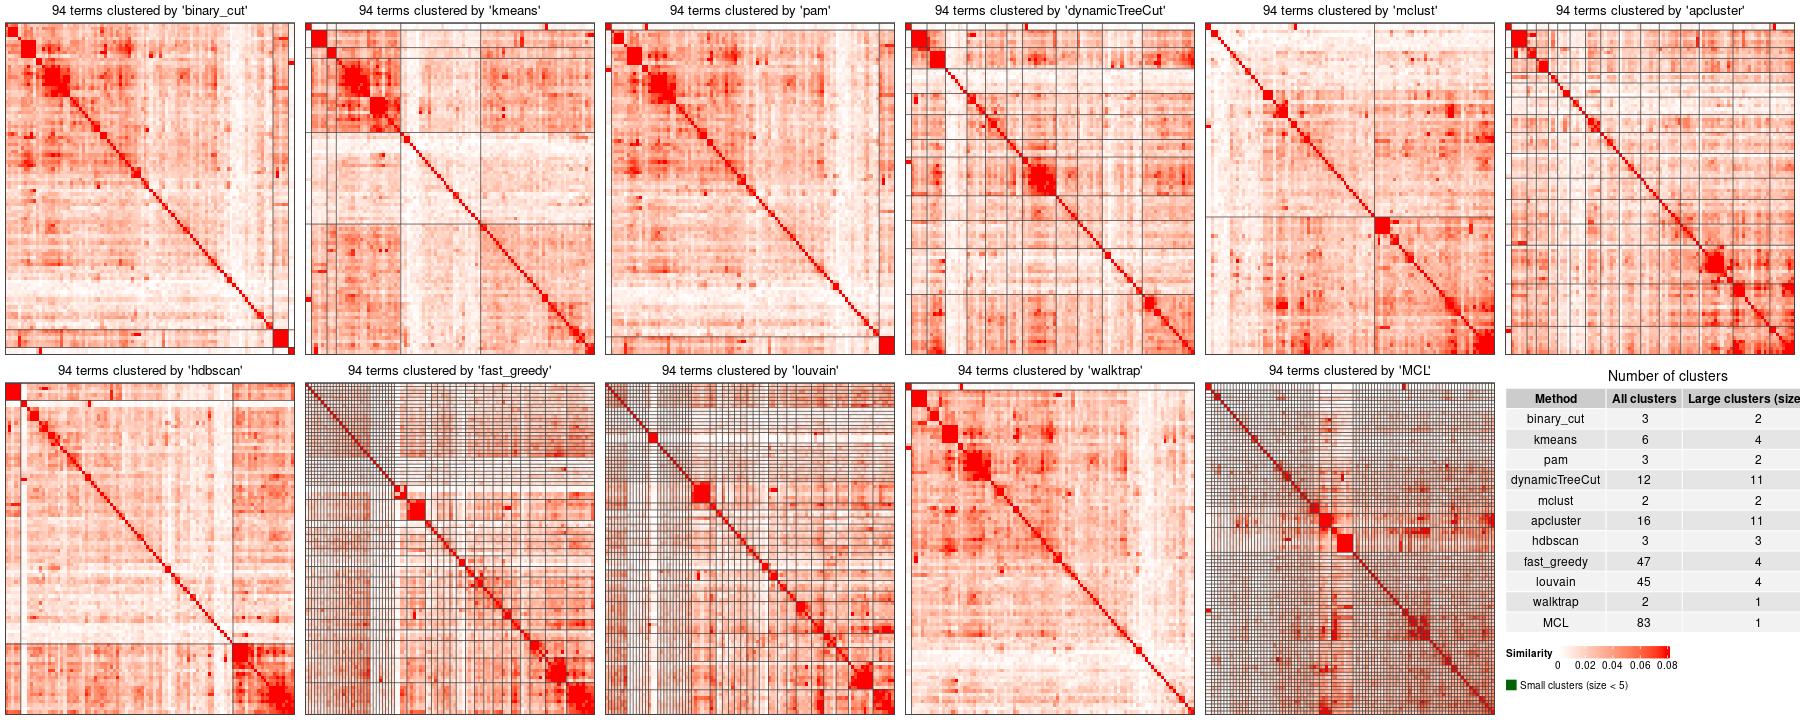 94 terms clustered by 'binary_cut'
94 terms clustered by 'kmeans'
94 terms clustered by 'pam'
94 terms clustered by 'dynamicTreeCut'
94 terms clustered by 'mclust'
94 terms clustered by 'apcluster'
94 terms clustered by 'hdbscan'
94 terms clustered by 'fast_greedy'
94 terms clustered by 'louvain'
94 terms clustered by 'walktrap'
94 terms clustered by 'MCL'
Number of clusters
Method All clusters Large clusters (size
binary_cut 3 2
kmeans 6 4
pam 3 2
dynamicTreeCut 12 11
mclust 2 2
apcluster 16 11
hdbscan 3 3
fast_greedy 47 4
louvain 45 4
walktrap 2 1
MCL 83 1
Similarity
0 0.02 0.04 0.06 0.08
Small clusters (size < 5)